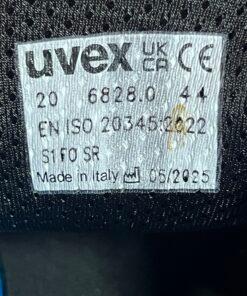 uvex UK CA CE
20 6828.0 44
EN ISO 20345:2022
S1 FO SR
Made in Italy 05/2025